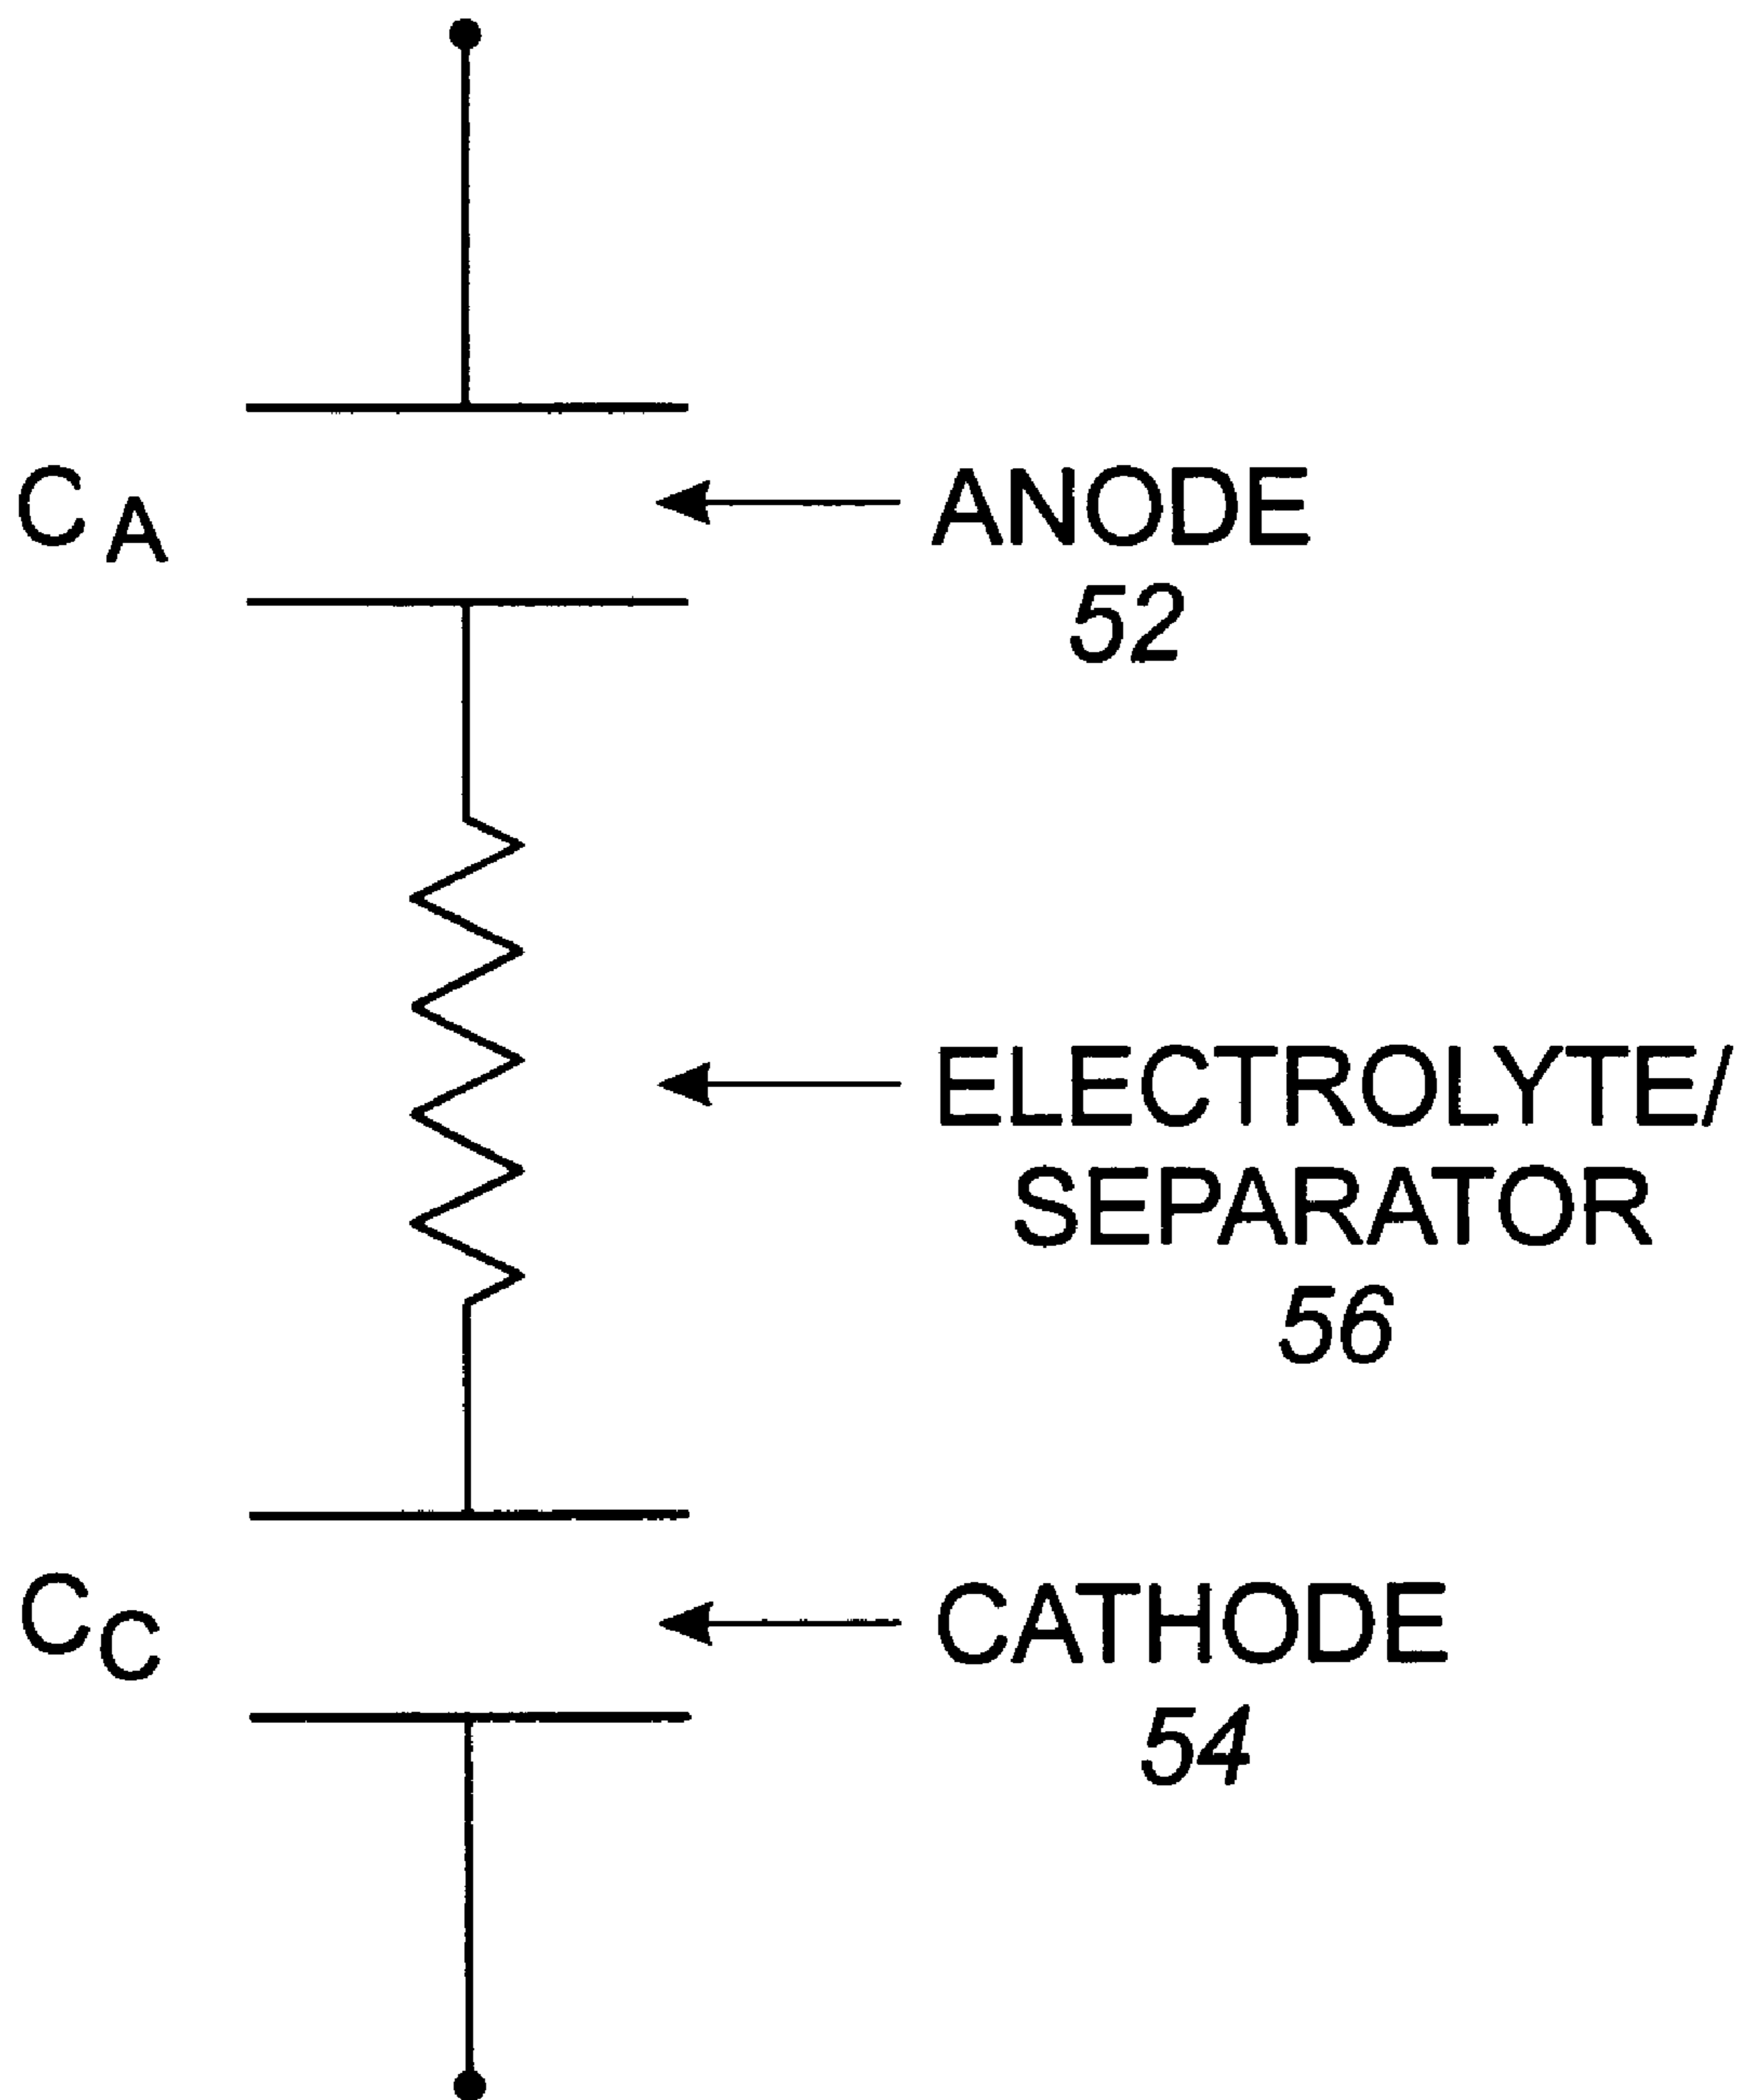 C A
ANODE
52
ELECTROLYTE/
SEPARATOR
56
C C
CATHODE
54